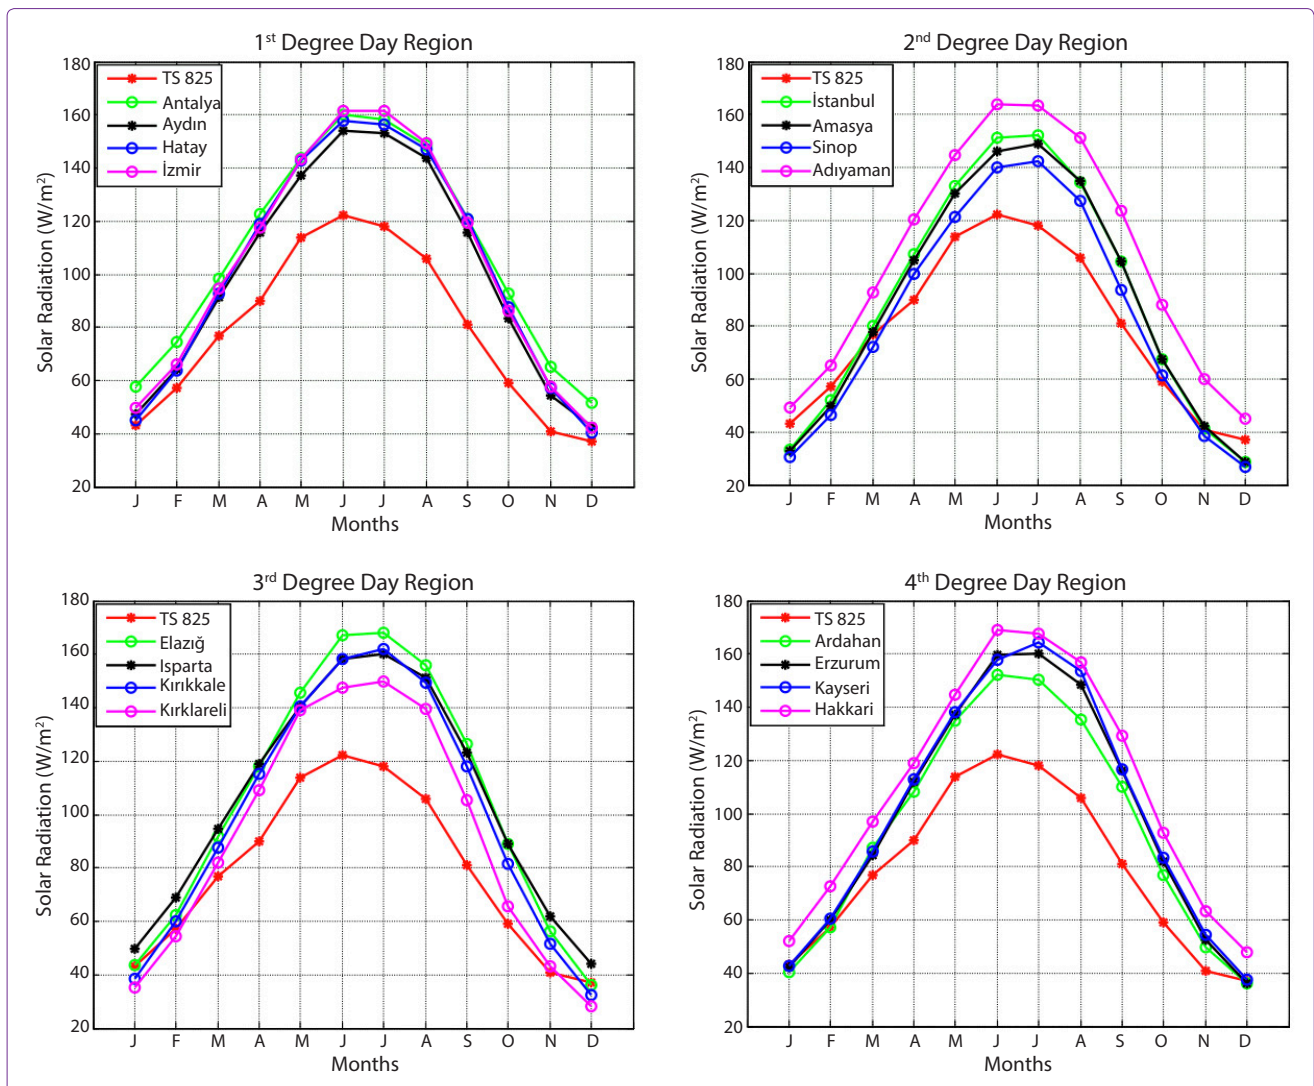 1st Degree Day Region
180
160
140
120
100
80
60
40
20
Solar Radiation (W/m²)
TS 825
Antalya
Aydın
Hatay
İzmir
J F M A M J J A S O N D
Months
2nd Degree Day Region
180
160
140
120
100
80
60
40
20
Solar Radiation (W/m²)
TS 825
İstanbul
Amasya
Sinop
Adıyaman
J F M A M J J A S O N D
Months
3rd Degree Day Region
180
160
140
120
100
80
60
40
20
Solar Radiation (W/m²)
TS 825
Elazığ
Isparta
Kırıkkale
Kırklareli
J F M A M J J A S O N D
Months
4th Degree Day Region
180
160
140
120
100
80
60
40
20
Solar Radiation (W/m²)
TS 825
Ardahan
Erzurum
Kayseri
Hakkari
J F M A M J J A S O N D
Months